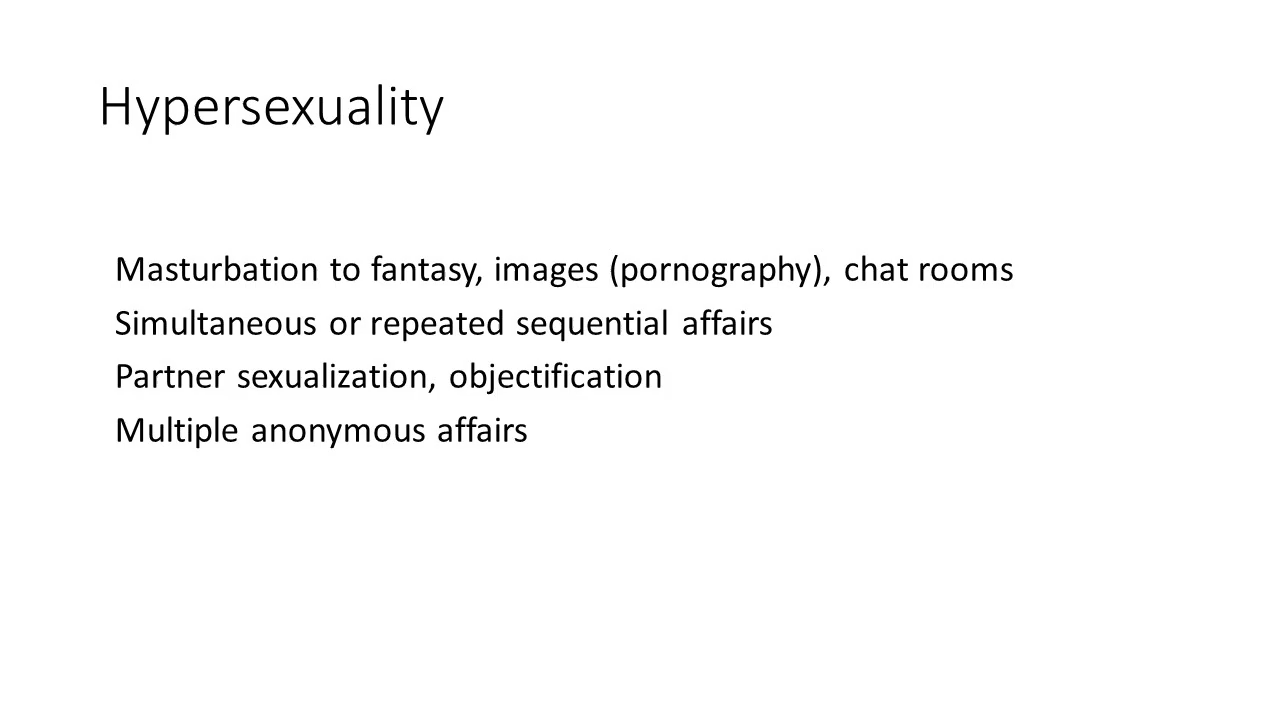 Hypersexuality
Masturbation to fantasy, images (pornography), chat rooms
Simultaneous or repeated sequential affairs
Partner sexualization, objectification
Multiple anonymous affairs